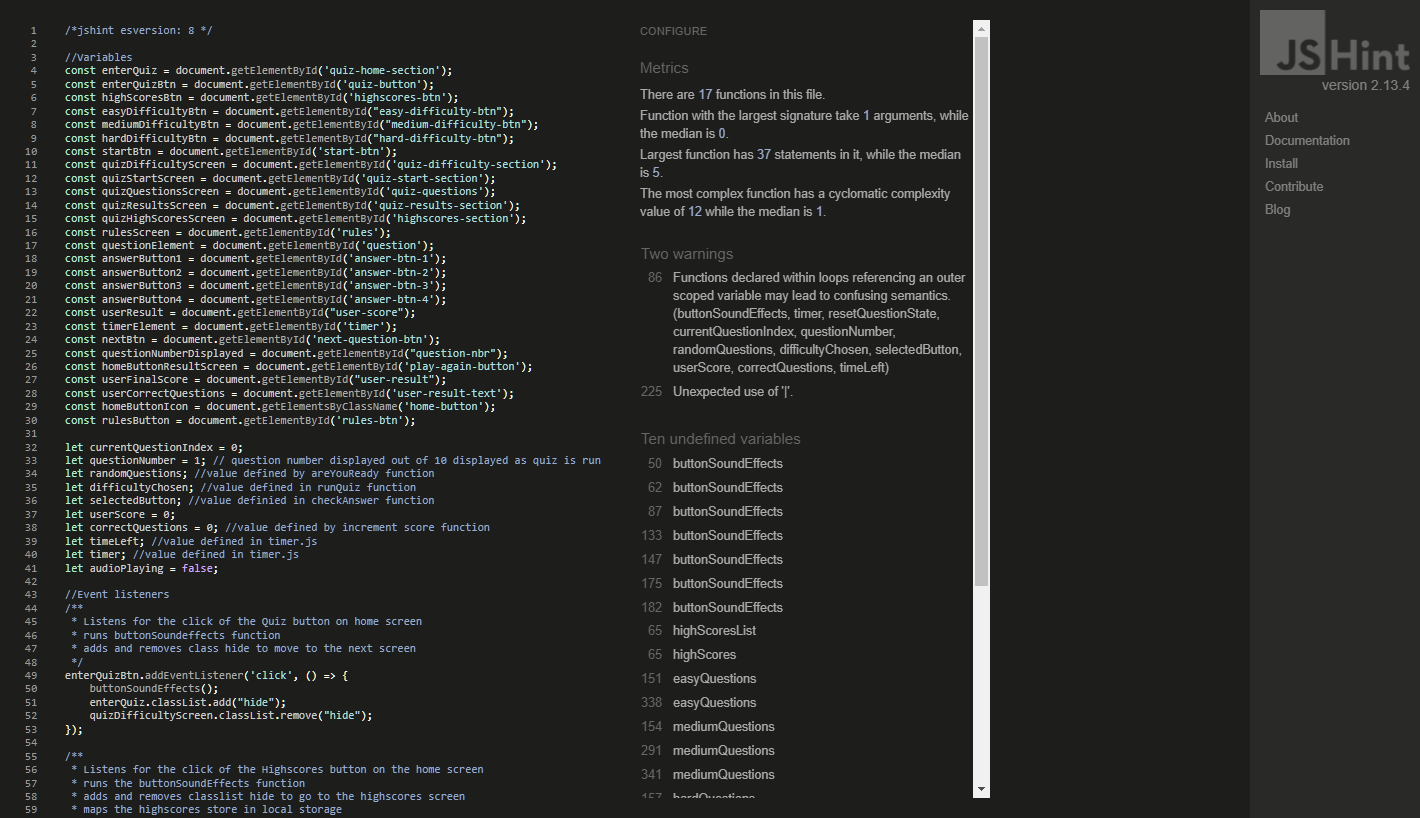 1 /*jshint esversion: 8 */
2
3 //Variables
4 const enterQuiz = document.getElementById('quiz-home-section');
5 const enterQuizBtn = document.getElementById('quiz-button');
6 const highScoresBtn = document.getElementById('highscores-btn');
7 const easyDifficultyBtn = document.getElementById("easy-difficulty-btn");
8 const mediumDifficultyBtn = document.getElementById("medium-difficulty-btn");
9 const hardDifficultyBtn = document.getElementById("hard-difficulty-btn");
10 const startBtn = document.getElementById('start-btn');
11 const quizDifficultyScreen = document.getElementById('quiz-difficulty-section');
12 const quizStartScreen = document.getElementById('quiz-start-section');
13 const quizQuestionsScreen = document.getElementById('quiz-questions');
14 const quizResultsScreen = document.getElementById('quiz-results-section');
15 const quizHighScoresScreen = document.getElementById('highscores-section');
16 const rulesScreen = document.getElementById('rules');
17 const questionElement = document.getElementById('question');
18 const answerButton1 = document.getElementById('answer-btn-1');
19 const answerButton2 = document.getElementById('answer-btn-2');
20 const answerButton3 = document.getElementById('answer-btn-3');
21 const answerButton4 = document.getElementById('answer-btn-4');
22 const userResult = document.getElementById("user-score");
23 const timerElement = document.getElementById('timer');
24 const nextBtn = document.getElementById('next-question-btn');
25 const questionNumberDisplayed = document.getElementById("question-nbr");
26 const homeButtonResultScreen = document.getElementById('play-again-button');
27 const userFinalScore = document.getElementById("user-result");
28 const userCorrectQuestions = document.getElementById('user-result-text');
29 const homeButtonIcon = document.getElementsByClassName('home-button');
30 const rulesButton = document.getElementById('rules-btn');
31
32 let currentQuestionIndex = 0;
33 let questionNumber = 1; // question number displayed out of 10 displayed as quiz is run
34 let randomQuestions; //value defined by areYouReady function
35 let difficultyChosen; //value defined in runQuiz function
36 let selectedButton; //value definied in checkAnswer function
37 let userScore = 0;
38 let correctQuestions = 0; //value defined by increment score function
39 let timeLeft; //value defined in timer.js
40 let timer; //value defined in timer.js
41 let audioPlaying = false;
42
43 //Event listeners
44 /**
45 * Listens for the click of the Quiz button on home screen
46 * runs buttonSoundeffects function
47 * adds and removes class hide to move to the next screen
48 */
49 enterQuizBtn.addEventListener('click', () => {
50 buttonSoundEffects();
51 enterQuiz.classList.add("hide");
52 quizDifficultyScreen.classList.remove("hide");
53 });
54
55 /**
56 * Listens for the click of the Highscores button on the home screen
57 * runs the buttonSoundEffects function
58 * adds and removes classlist hide to go to the highscores screen
59 * maps the highscores store in local storage
CONFIGURE
Metrics
There are 17 functions in this file.
Function with the largest signature take 1 arguments, while
the median is 0.
Largest function has 37 statements in it, while the median
is 5.
The most complex function has a cyclomatic complexity
value of 12 while the median is 1.
Two warnings
86 Functions declared within loops referencing an outer
scoped variable may lead to confusing semantics.
(buttonSoundEffects, timer, resetQuestionState,
currentQuestionIndex, questionNumber,
randomQuestions, difficultyChosen, selectedButton,
userScore, correctQuestions, timeLeft)
225 Unexpected use of '|'.
Ten undefined variables
50 buttonSoundEffects
62 buttonSoundEffects
87 buttonSoundEffects
133 buttonSoundEffects
147 buttonSoundEffects
175 buttonSoundEffects
182 buttonSoundEffects
65 highScoresList
65 highScores
151 easyQuestions
338 easyQuestions
154 mediumQuestions
291 mediumQuestions
341 mediumQuestions
157 hardQuestions
JSHint
version 2.13.4
About
Documentation
Install
Contribute
Blog